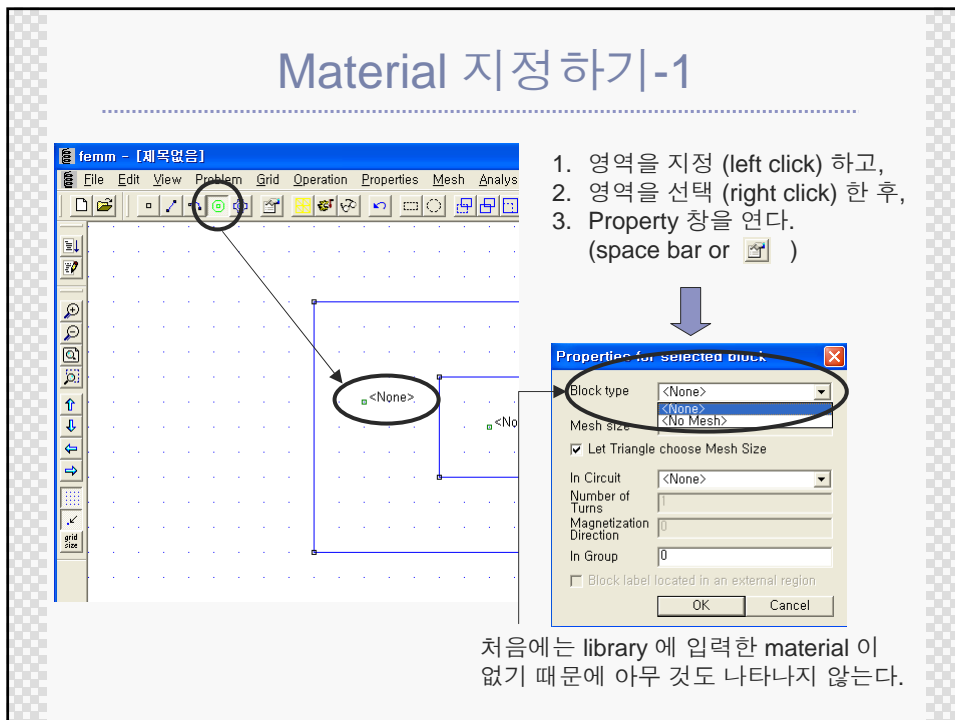 Material 지정하기-1
femm - [제목없음]
File Edit View Problem Grid Operation Properties Mesh Analys
grid size
<None>
<No
1. 영역을 지정 (left click) 하고,
2. 영역을 선택 (right click) 한 후,
3. Property 창을 연다.
(space bar or )
Properties for selected block
Block type <None>
<None>
<No Mesh>
Mesh size
Let Triangle choose Mesh Size
In Circuit <None>
Number of Turns 1
Magnetization Direction 0
In Group 0
Block label located in an external region
OK Cancel
처음에는 library 에 입력한 material 이
없기 때문에 아무 것도 나타나지 않는다.